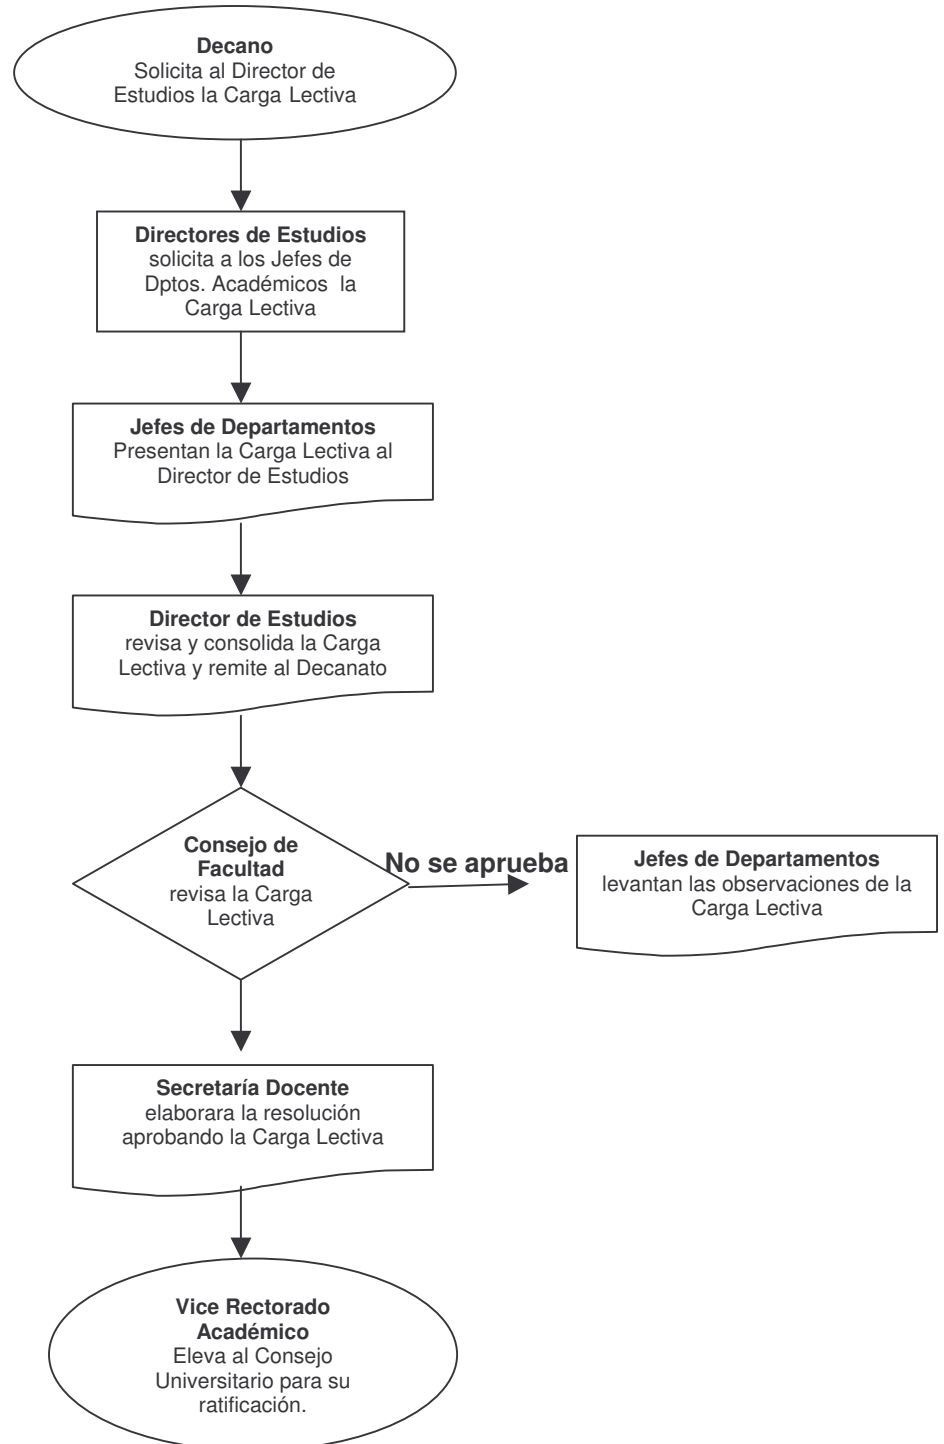 Decano
Solicita al Director de
Estudios la Carga Lectiva
Directores de Estudios
solicita a los Jefes de
Dptos. Académicos la
Carga Lectiva
Jefes de Departamentos
Presentan la Carga Lectiva al
Director de Estudios
Director de Estudios
revisa y consolida la Carga
Lectiva y remite al Decanato
Consejo de
Facultad
revisa la Carga
Lectiva
No se aprueba
Jefes de Departamentos
levantan las observaciones de la
Carga Lectiva
Secretaría Docente
elaborara la resolución
aprobando la Carga Lectiva
Vice Rectorado
Académico
Eleva al Consejo
Universitario para su
ratificación.